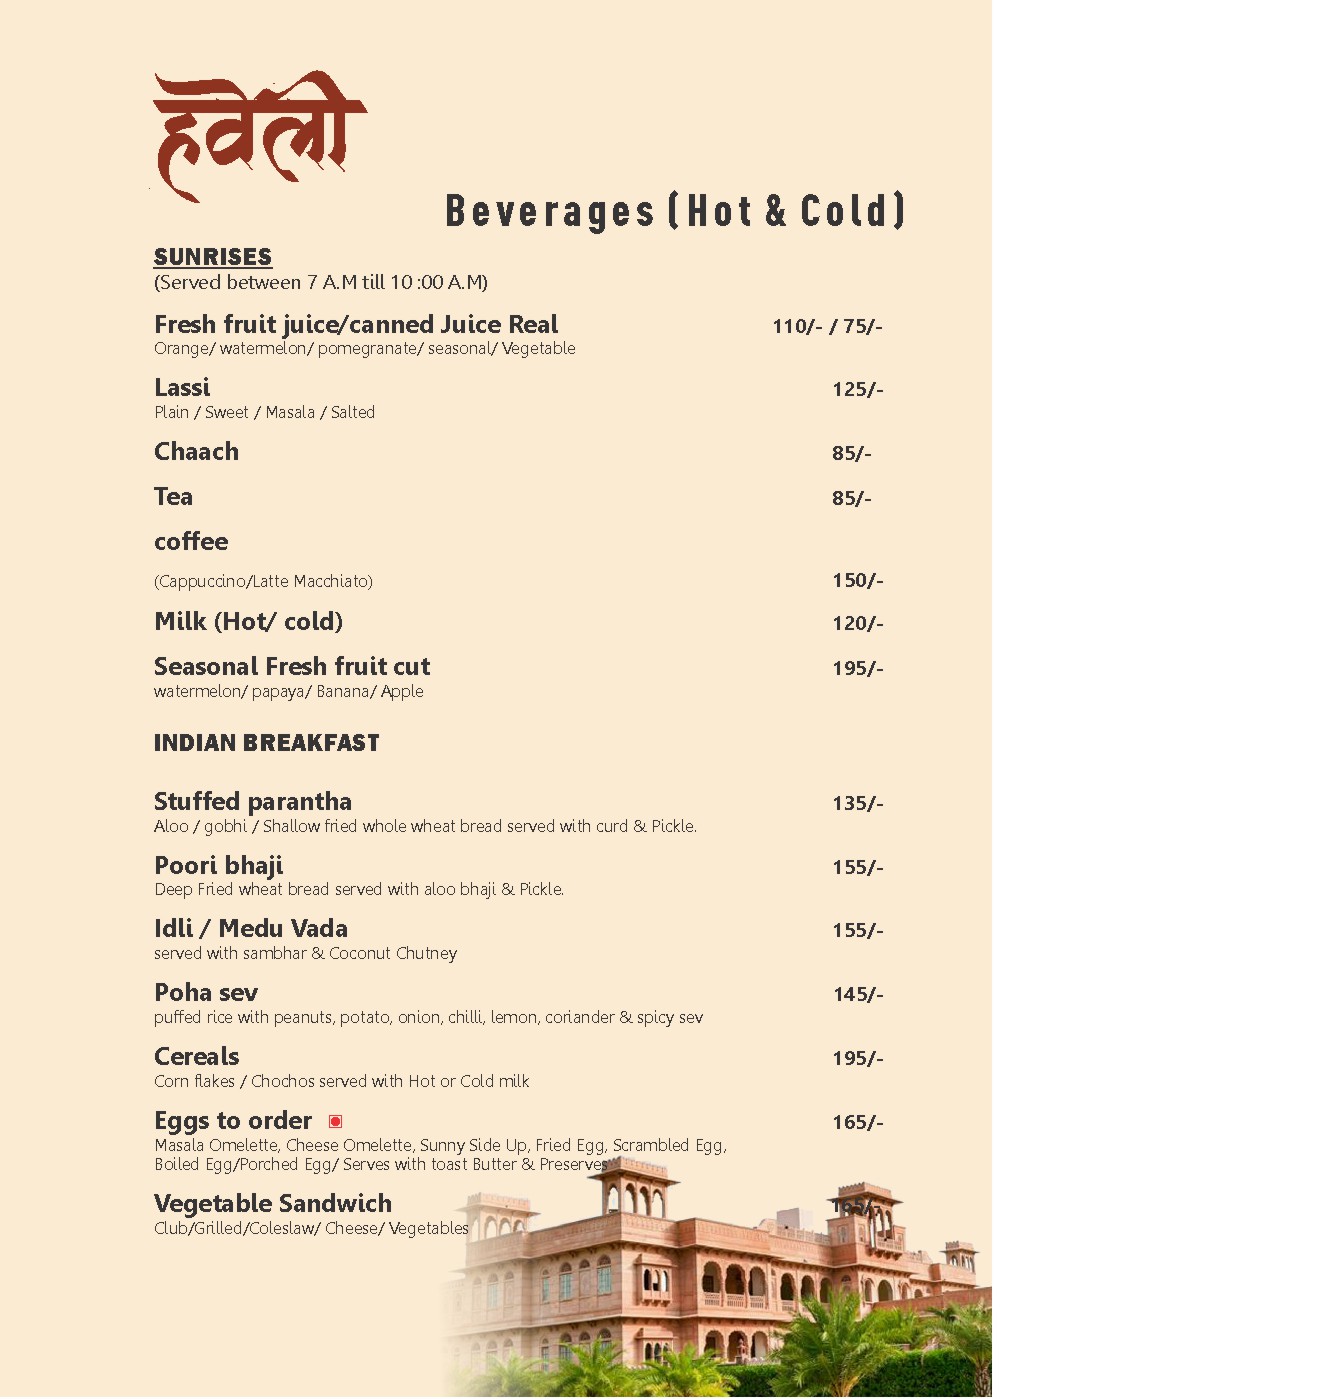 हवेली
Beverages (Hot & Cold)
SUNRISES
(Served between 7 A.M till 10 :00 A.M)
Fresh fruit juice/canned Juice Real 110/- / 75/-
Orange/ watermelon/ pomegranate/ seasonal/ Vegetable
Lassi 125/-
Plain / Sweet / Masala / Salted
Chaach 85/-
Tea 85/-
coffee
(Cappuccino/Latte Macchiato) 150/-
Milk (Hot/ cold) 120/-
Seasonal Fresh fruit cut 195/-
watermelon/ papaya/ Banana/ Apple
INDIAN BREAKFAST
Stuffed parantha 135/-
Aloo / gobhi / Shallow fried whole wheat bread served with curd & Pickle.
Poori bhaji 155/-
Deep Fried wheat bread served with aloo bhaji & Pickle.
Idli / Medu Vada 155/-
served with sambhar & Coconut Chutney
Poha sev 145/-
puffed rice with peanuts, potato, onion, chilli, lemon, coriander & spicy sev
Cereals 195/-
Corn flakes / Chochos served with Hot or Cold milk
Eggs to order 165/-
Masala Omelette, Cheese Omelette, Sunny Side Up, Fried Egg, Scrambled Egg,
Boiled Egg/Porched Egg/ Serves with toast Butter & Preserves
Vegetable Sandwich 165/-
Club/Grilled/Coleslaw/ Cheese/ Vegetables